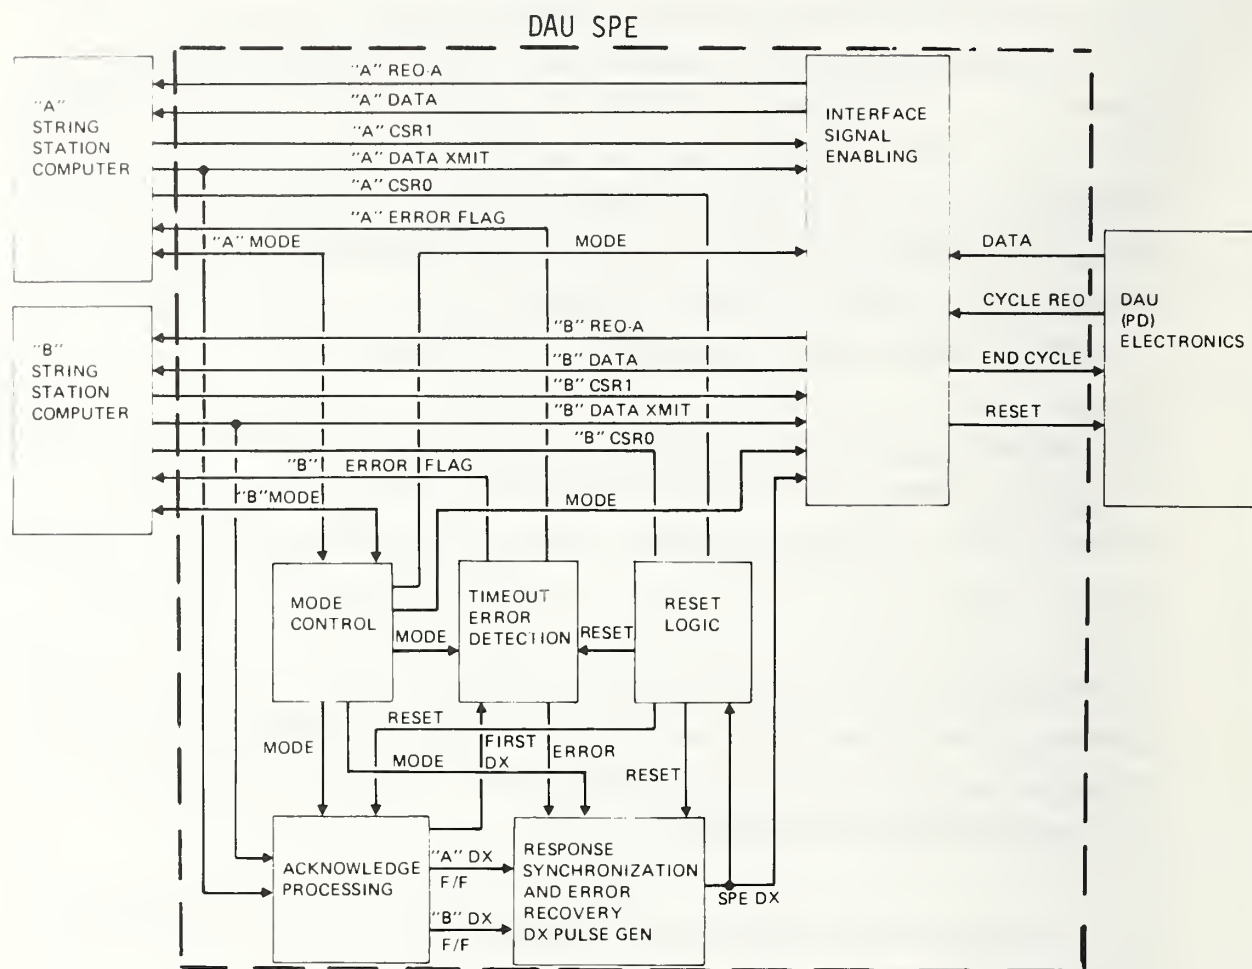 DAU SPE
"A"
STRING
STATION
COMPUTER
"A" REO-A
"A" DATA
"A" CSR1
"A" DATA XMIT
"A" CSR0
"A" ERROR FLAG
"A" MODE
MODE
INTERFACE
SIGNAL
ENABLING
DATA
CYCLE REO
END CYCLE
RESET
DAU
(PD)
ELECTRONICS
"B"
STRING
STATION
COMPUTER
"B" REO-A
"B" DATA
"B" CSR1
"B" DATA XMIT
"B" CSR0
"B" ERROR FLAG
"B" MODE
MODE
MODE
CONTROL
MODE
TIMEOUT
ERROR
DETECTION
RESET
RESET
LOGIC
MODE
RESET
MODE
FIRST
DX
ERROR
RESET
ACKNOWLEDGE
PROCESSING
"A" DX
F/F
"B" DX
F/F
RESPONSE
SYNCHRONIZATION
AND ERROR
RECOVERY
DX PULSE GEN
SPE DX